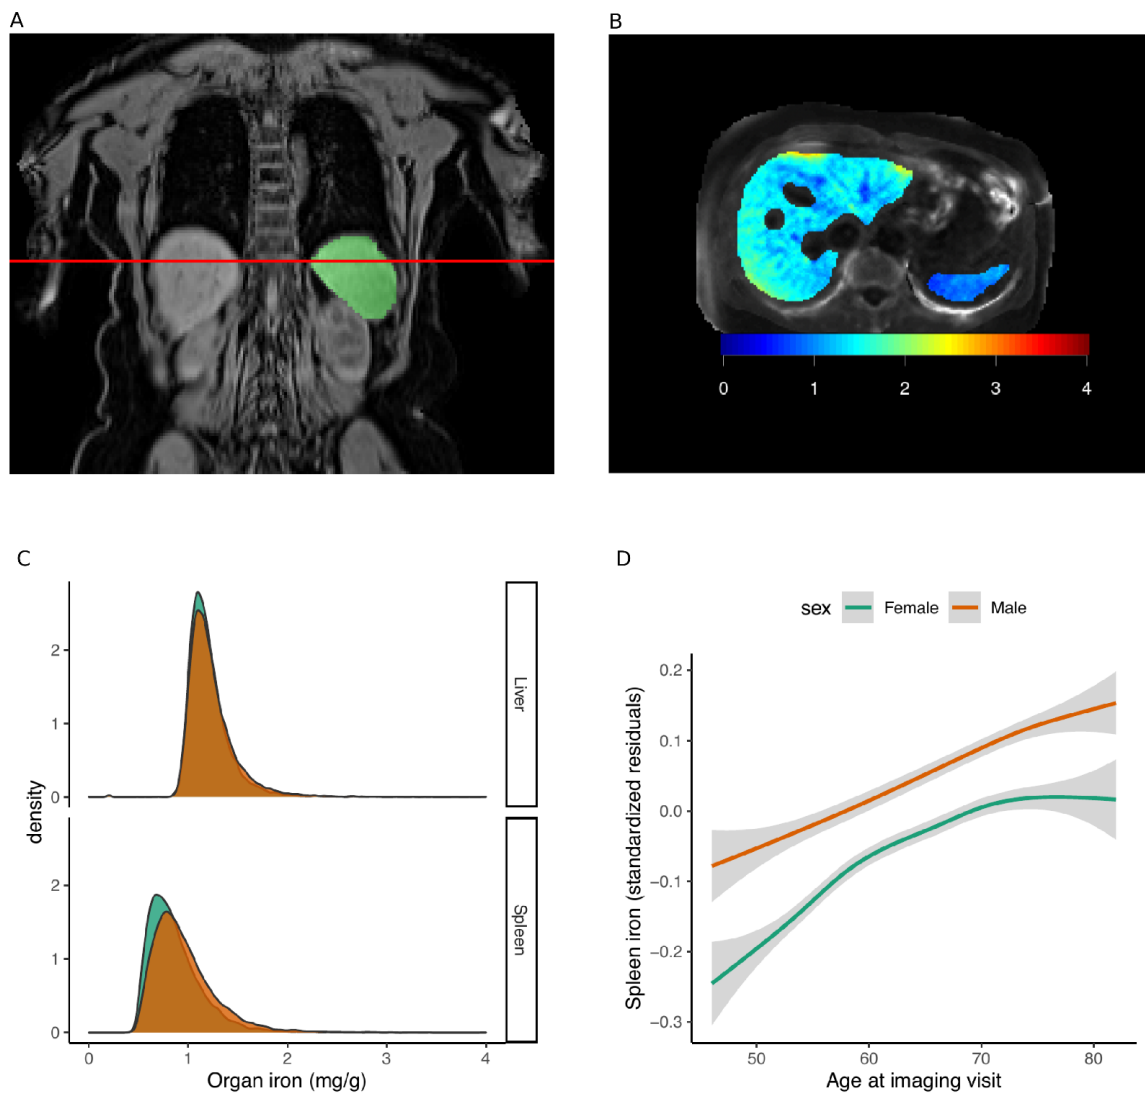 A
B
0 1 2 3 4
C
D
sex Female Male
density
2
1
0
Liver
2
1
0
Spleen
0 1 2 3 4
Organ iron (mg/g)
Spleen iron (standardized residuals)
0.2
0.1
0.0
−0.1
−0.2
−0.3
50 60 70 80
Age at imaging visit